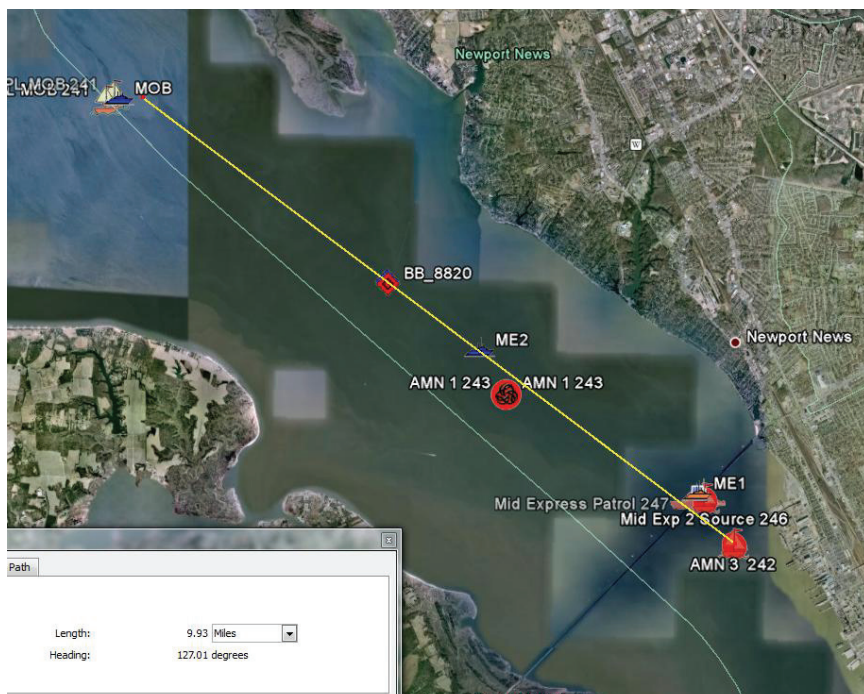 Newport News
PL MOB 241
L MOB 241
MOB
W
BB_8820
ME2
Newport News
AMN 1 243
AMN 1 243
ME1
Mid Express Patrol 247
Mid Exp 2 Source 246
AMN 3 242
Path
Length: 9.93 Miles
Heading: 127.01 degrees